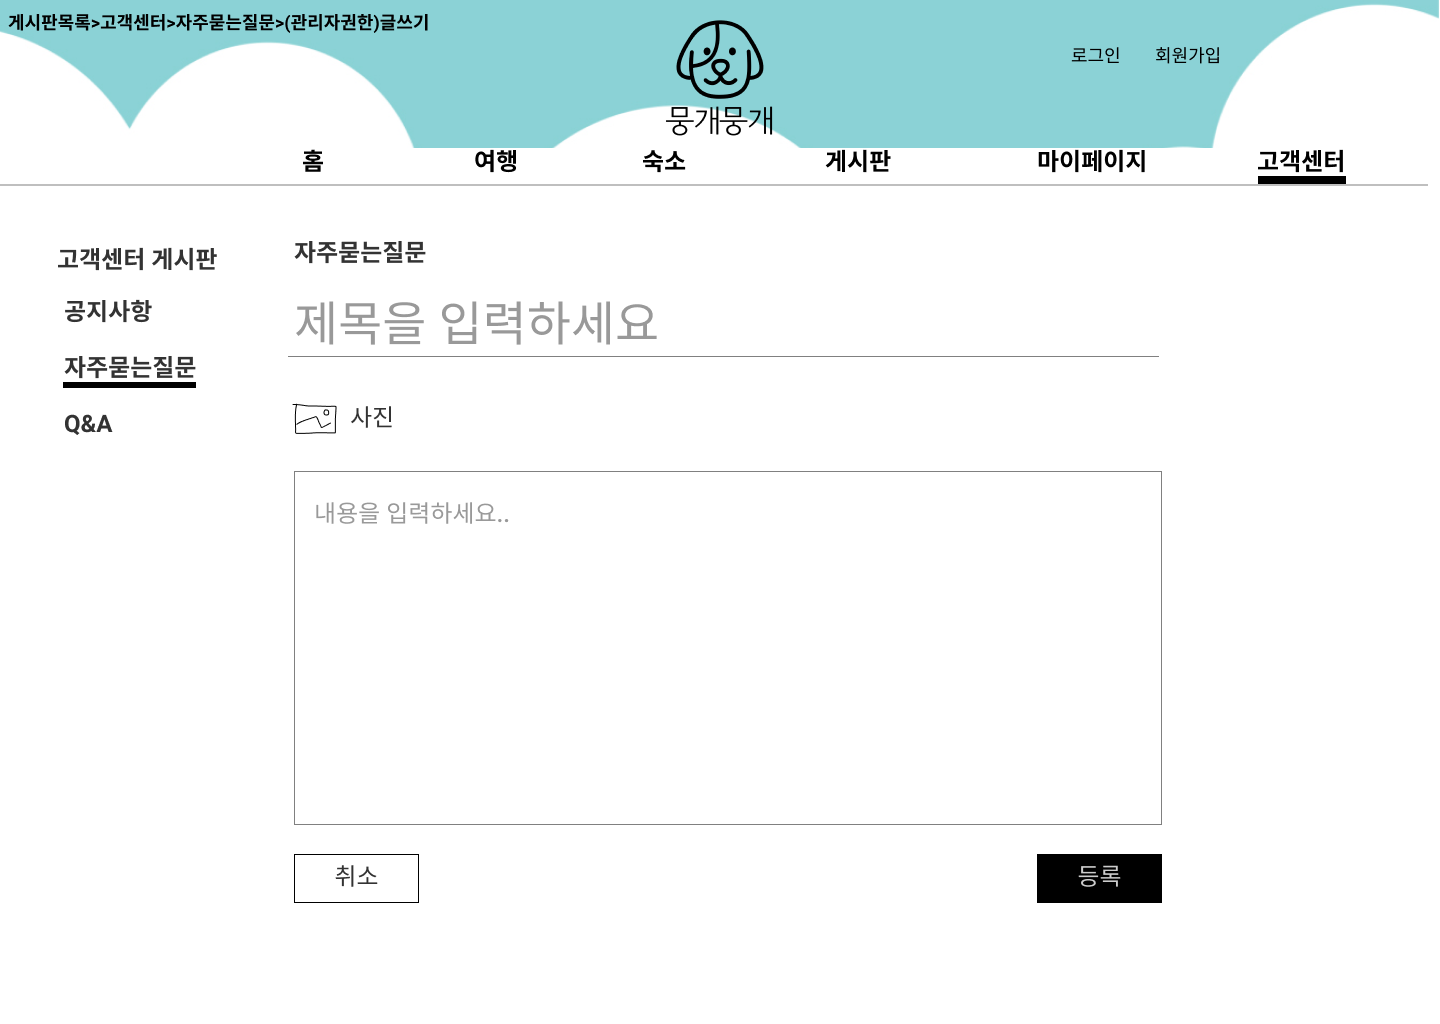 게시판목록>고객센터>자주묻는질문>(관리자권한)글쓰기
로그인 회원가입
뭉개뭉개
홈 여행 숙소 게시판 마이페이지 고객센터
고객센터 게시판
공지사항
자주묻는질문
Q&A
자주묻는질문
제목을 입력하세요
사진
내용을 입력하세요..
취소 등록